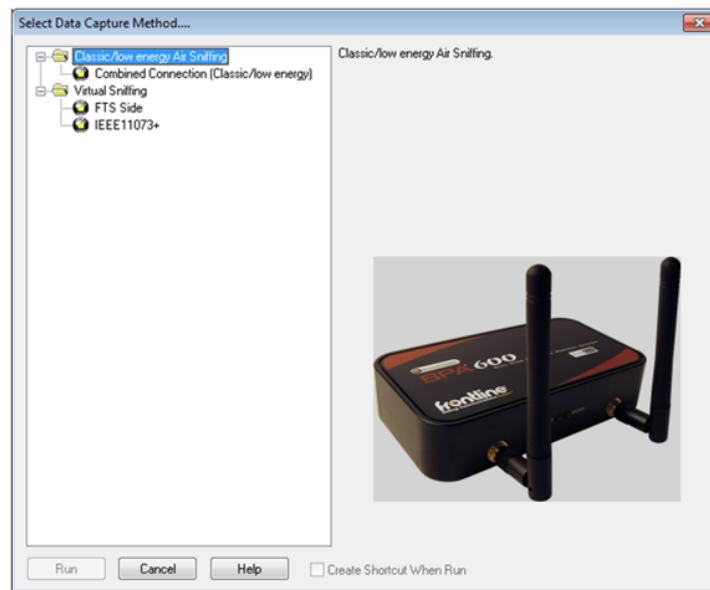 Select Data Capture Method....
Classic/low energy Air Sniffing
Combined Connection (Classic/low energy)
Virtual Sniffing
FTS Side
IEEE11073+
Classic/low energy Air Sniffing.
BPA 600
frontline
Run
Cancel
Help
Create Shortcut When Run